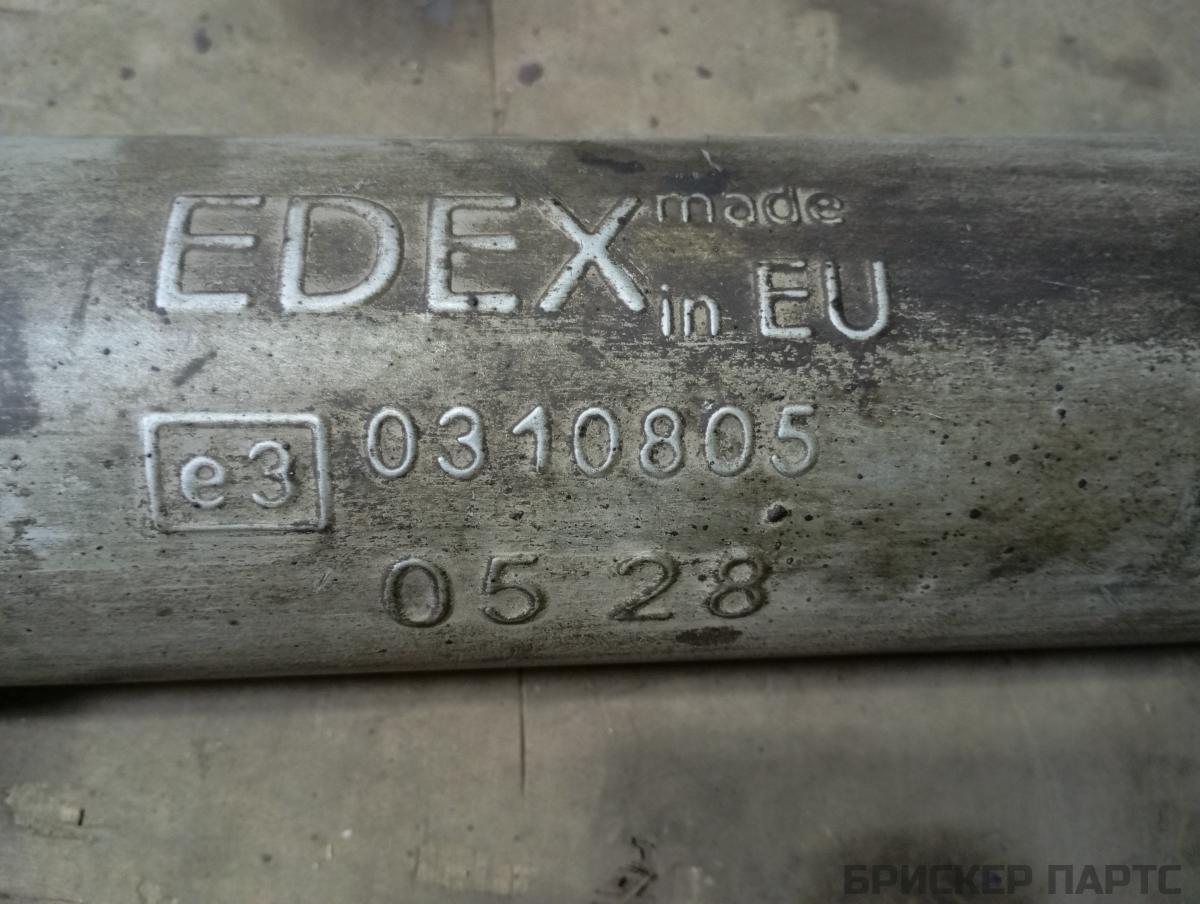 EDEX made
in EU
e3 0310805
05 28
БРИСКЕР ПАРТС